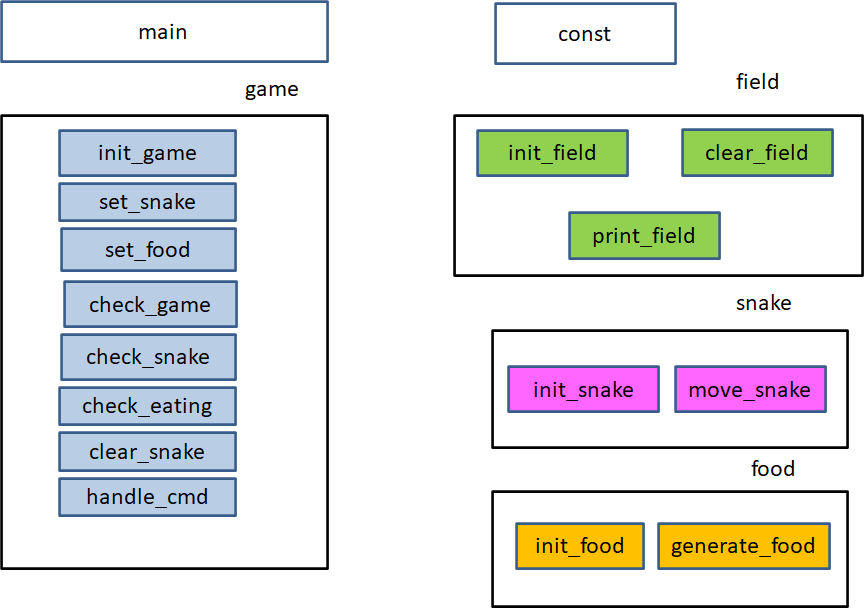 main
const
game
field
init_game
set_snake
set_food
check_game
check_snake
check_eating
clear_snake
handle_cmd
init_field
clear_field
print_field
snake
init_snake
move_snake
food
init_food
generate_food